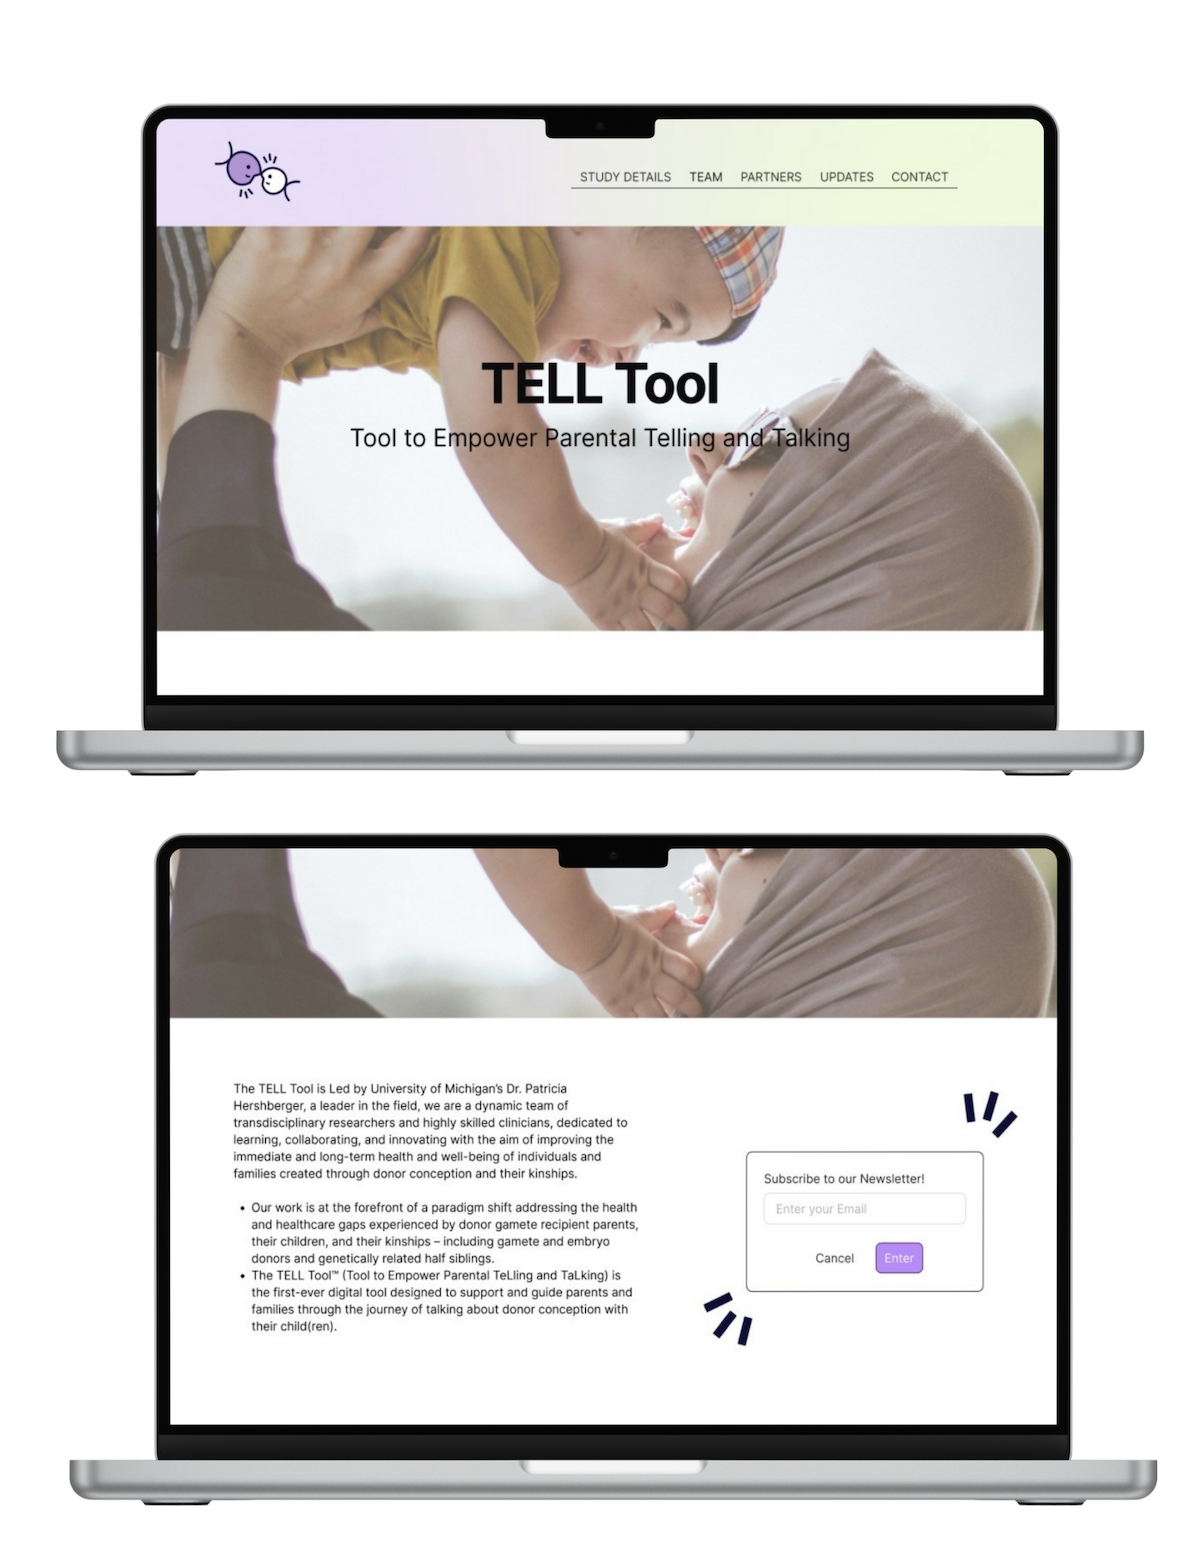 STUDY DETAILS TEAM PARTNERS UPDATES CONTACT
TELL Tool
Tool to Empower Parental Telling and Talking
The TELL Tool is Led by University of Michigan's Dr. Patricia
Hershberger, a leader in the field, we are a dynamic team of
transdisciplinary researchers and highly skilled clinicians, dedicated to
learning, collaborating, and innovating with the aim of improving the
immediate and long-term health and well-being of individuals and
families created through donor conception and their kinships.
• Our work is at the forefront of a paradigm shift addressing the health
and healthcare gaps experienced by donor gamete recipient parents,
their children, and their kinships – including gamete and embryo
donors and genetically related half siblings.
• The TELL Tool™ (Tool to Empower Parental TeLling and TaLking) is
the first-ever digital tool designed to support and guide parents and
families through the journey of talking about donor conception with
their child(ren).
Subscribe to our Newsletter!
Enter your Email
Cancel Enter